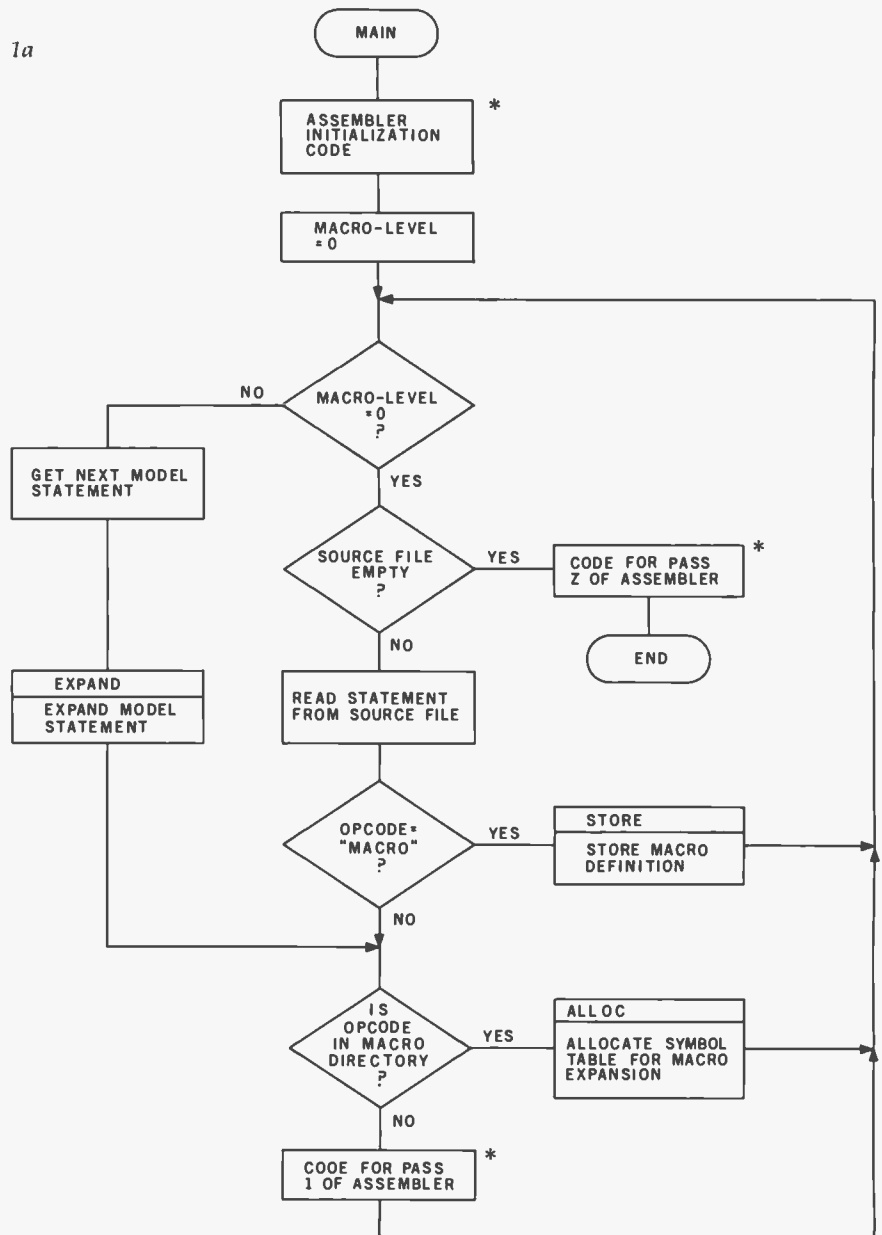 1a
MAIN
*
ASSEMBLER
INITIALIZATION
CODE
MACRO-LEVEL
=0
NO
MACRO-LEVEL
=0
?
GET NEXT MODEL
STATEMENT
YES
SOURCE FILE
EMPTY
?
YES
*
CODE FOR PASS
Z OF ASSEMBLER
NO
END
EXPAND
EXPAND MODEL
STATEMENT
READ STATEMENT
FROM SOURCE FILE
OPCODE=
"MACRO"
?
YES
STORE
STORE MACRO
DEFINITION
NO
IS
OPCODE
IN MACRO
DIRECTORY
?
YES
ALLOC
ALLOCATE SYMBOL
TABLE FOR MACRO
EXPANSION
NO
*
COOE FOR PASS
1 OF ASSEMBLER